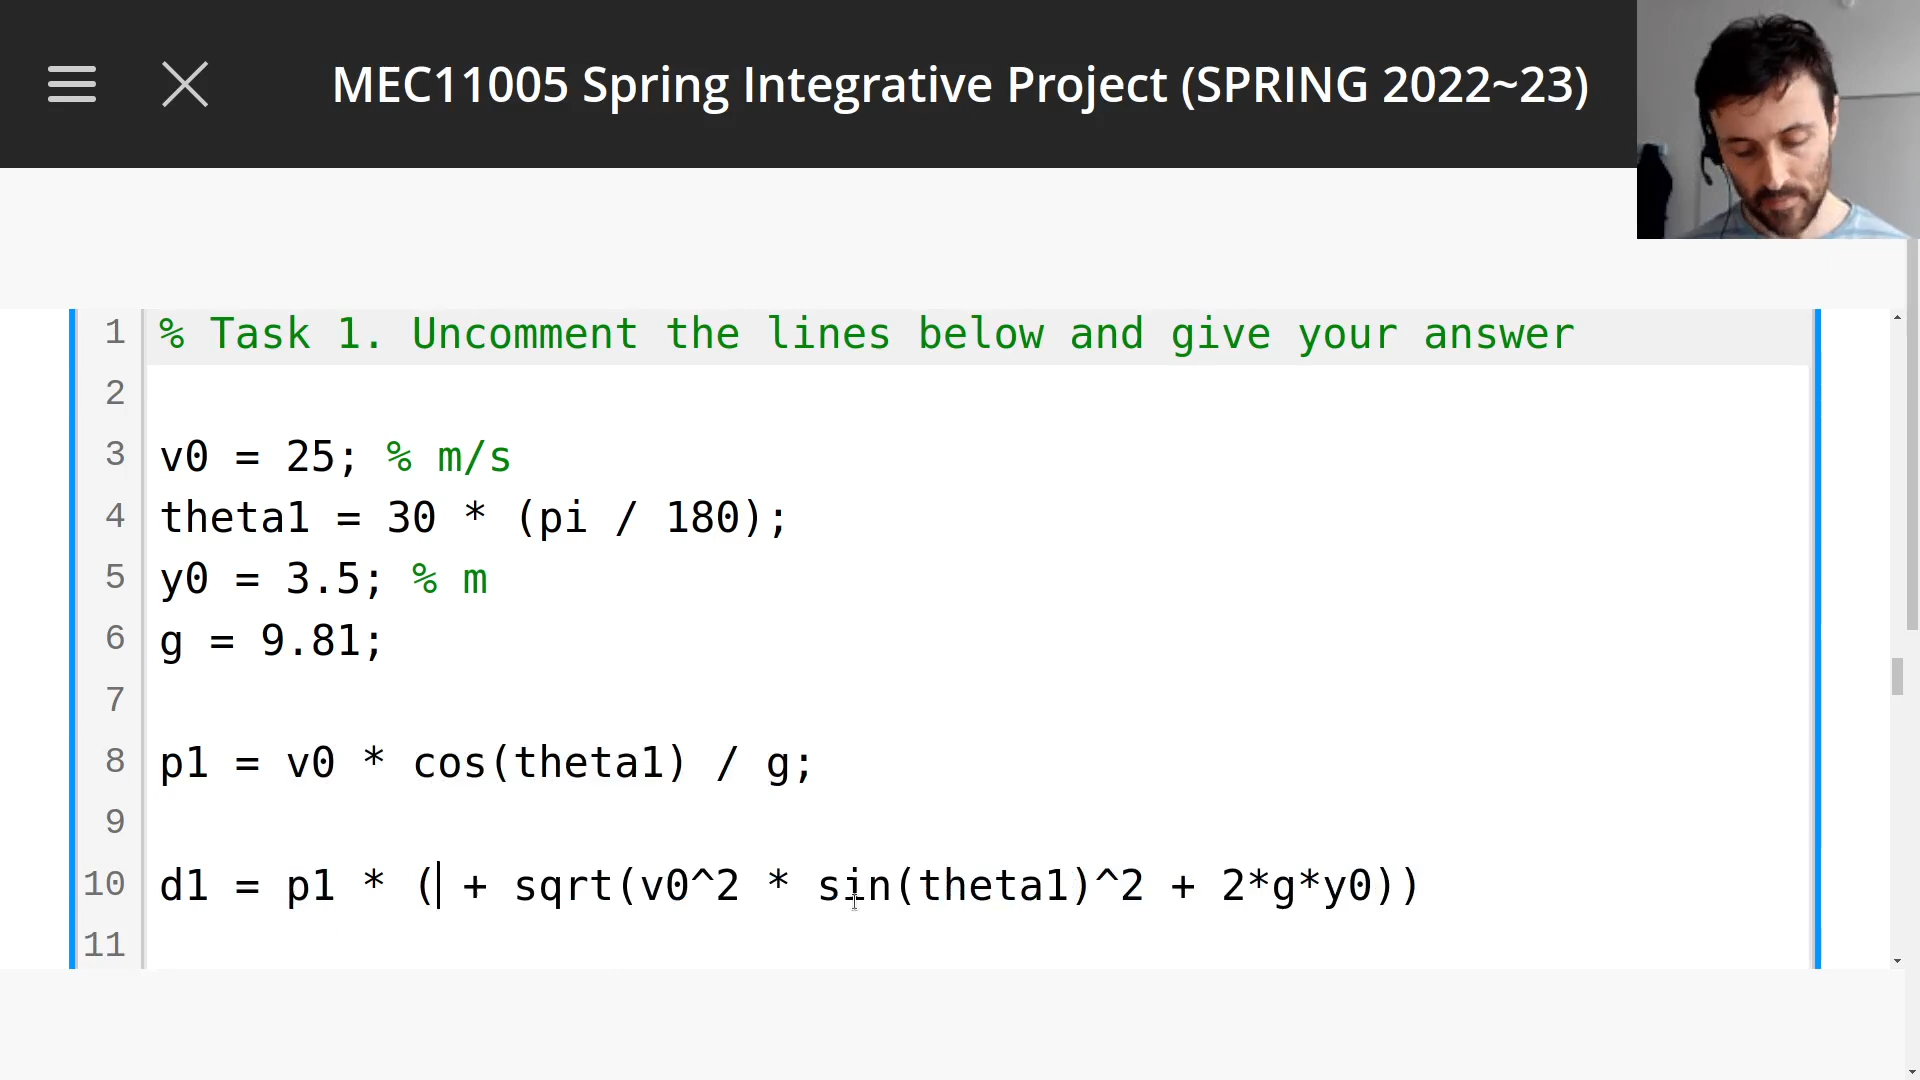 MEC11005 Spring Integrative Project (SPRING 2022~23)
1 % Task 1. Uncomment the lines below and give your answer
2
3 v0 = 25; % m/s
4 theta1 = 30 * (pi / 180);
5 y0 = 3.5; % m
6 g = 9.81;
7
8 p1 = v0 * cos(theta1) / g;
9
10 d1 = p1 * ( + sqrt(v0^2 * sin(theta1)^2 + 2*g*y0))
11